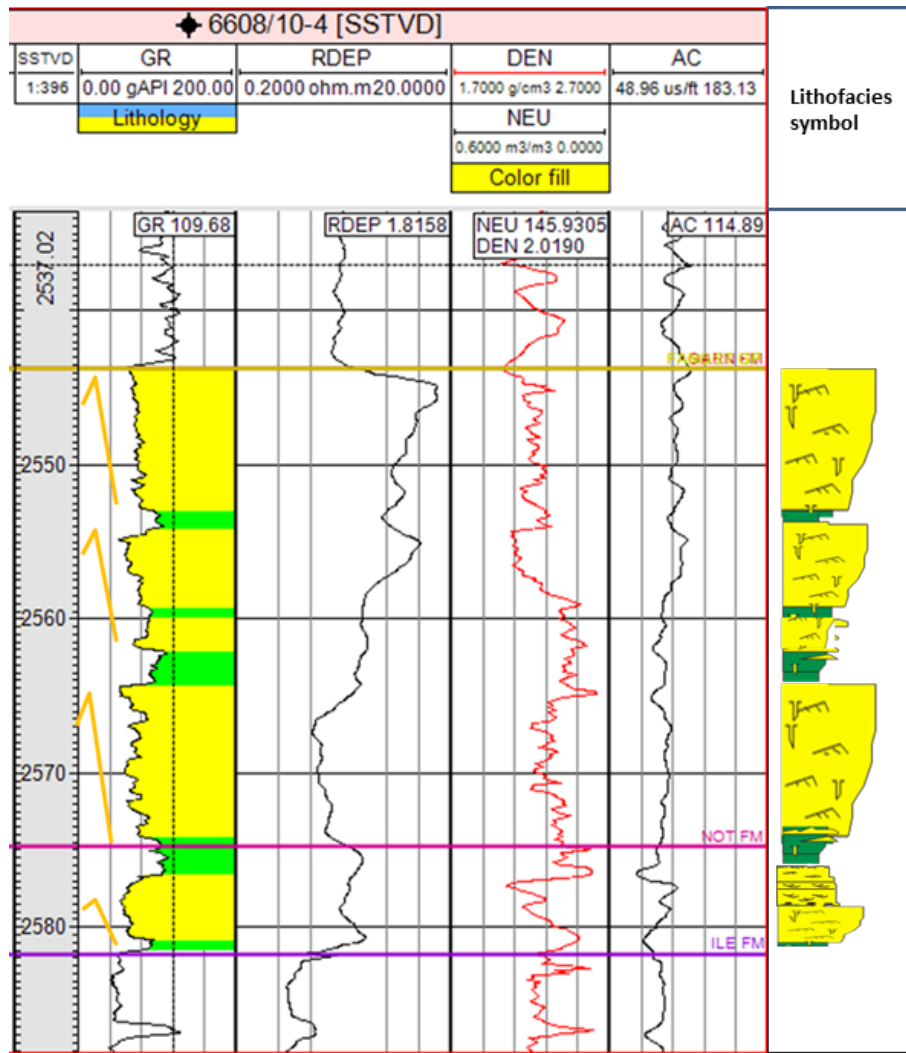 6608/10-4 [SSTVD]
SSTVD GR RDEP DEN AC
1:396 0.00 gAPI 200.00 0.2000 ohm.m20.0000 1.7000 g/cm3 2.7000 48.96 us/ft 183.13
Lithology NEU
0.6000 m3/m3 0.0000
Color fill
Lithofacies
symbol
GR 109.68 RDEP 1.8158 NEU 145.9305 AC 114.89
DEN 2.0190
2537.02
GARN FM
2550
2560
2570
NOT FM
2580
ILE FM